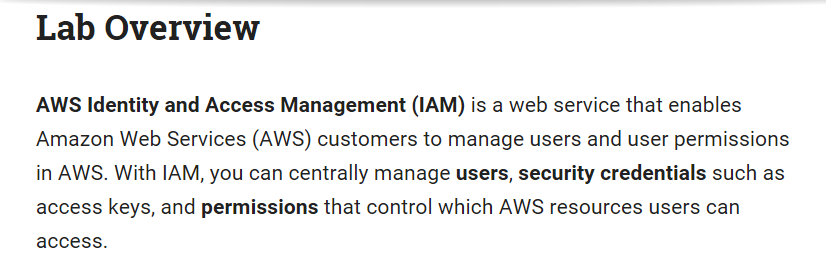 Lab Overview
AWS Identity and Access Management (IAM) is a web service that enables
Amazon Web Services (AWS) customers to manage users and user permissions
in AWS. With IAM, you can centrally manage users, security credentials such as
access keys, and permissions that control which AWS resources users can
access.